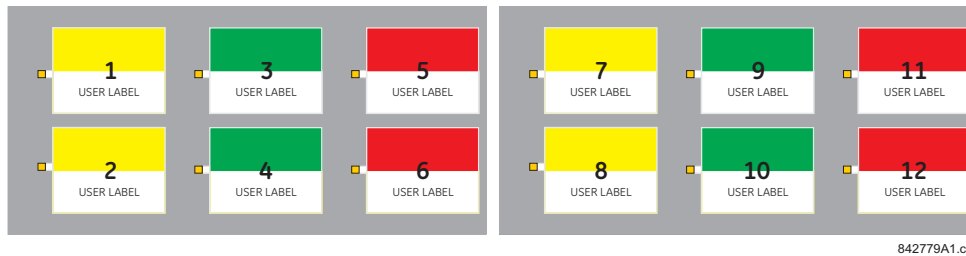 1 3 5 7 9 11
USER LABEL USER LABEL USER LABEL USER LABEL USER LABEL USER LABEL
2 4 6 8 10 12
USER LABEL USER LABEL USER LABEL USER LABEL USER LABEL USER LABEL
842779A1.c